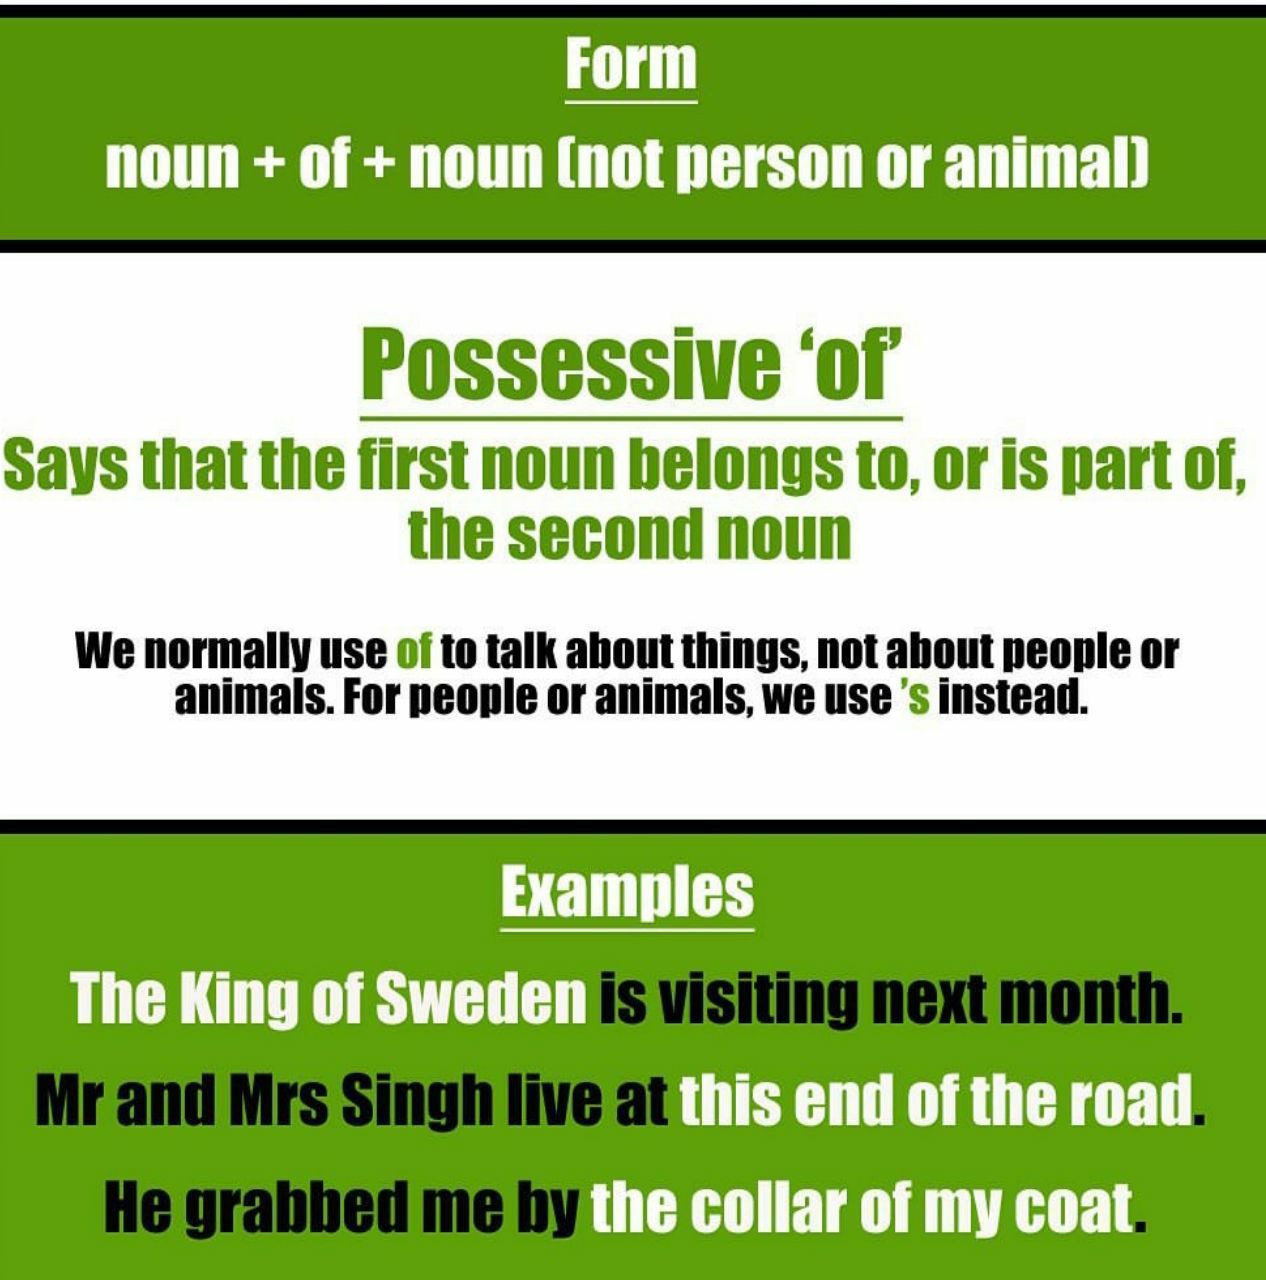 Form
noun + of + noun (not person or animal)
Possessive ‘of’
Says that the first noun belongs to, or is part of,
the second noun
We normally use of to talk about things, not about people or
animals. For people or animals, we use ’s instead.
Examples
The King of Sweden is visiting next month.
Mr and Mrs Singh live at this end of the road.
He grabbed me by the collar of my coat.